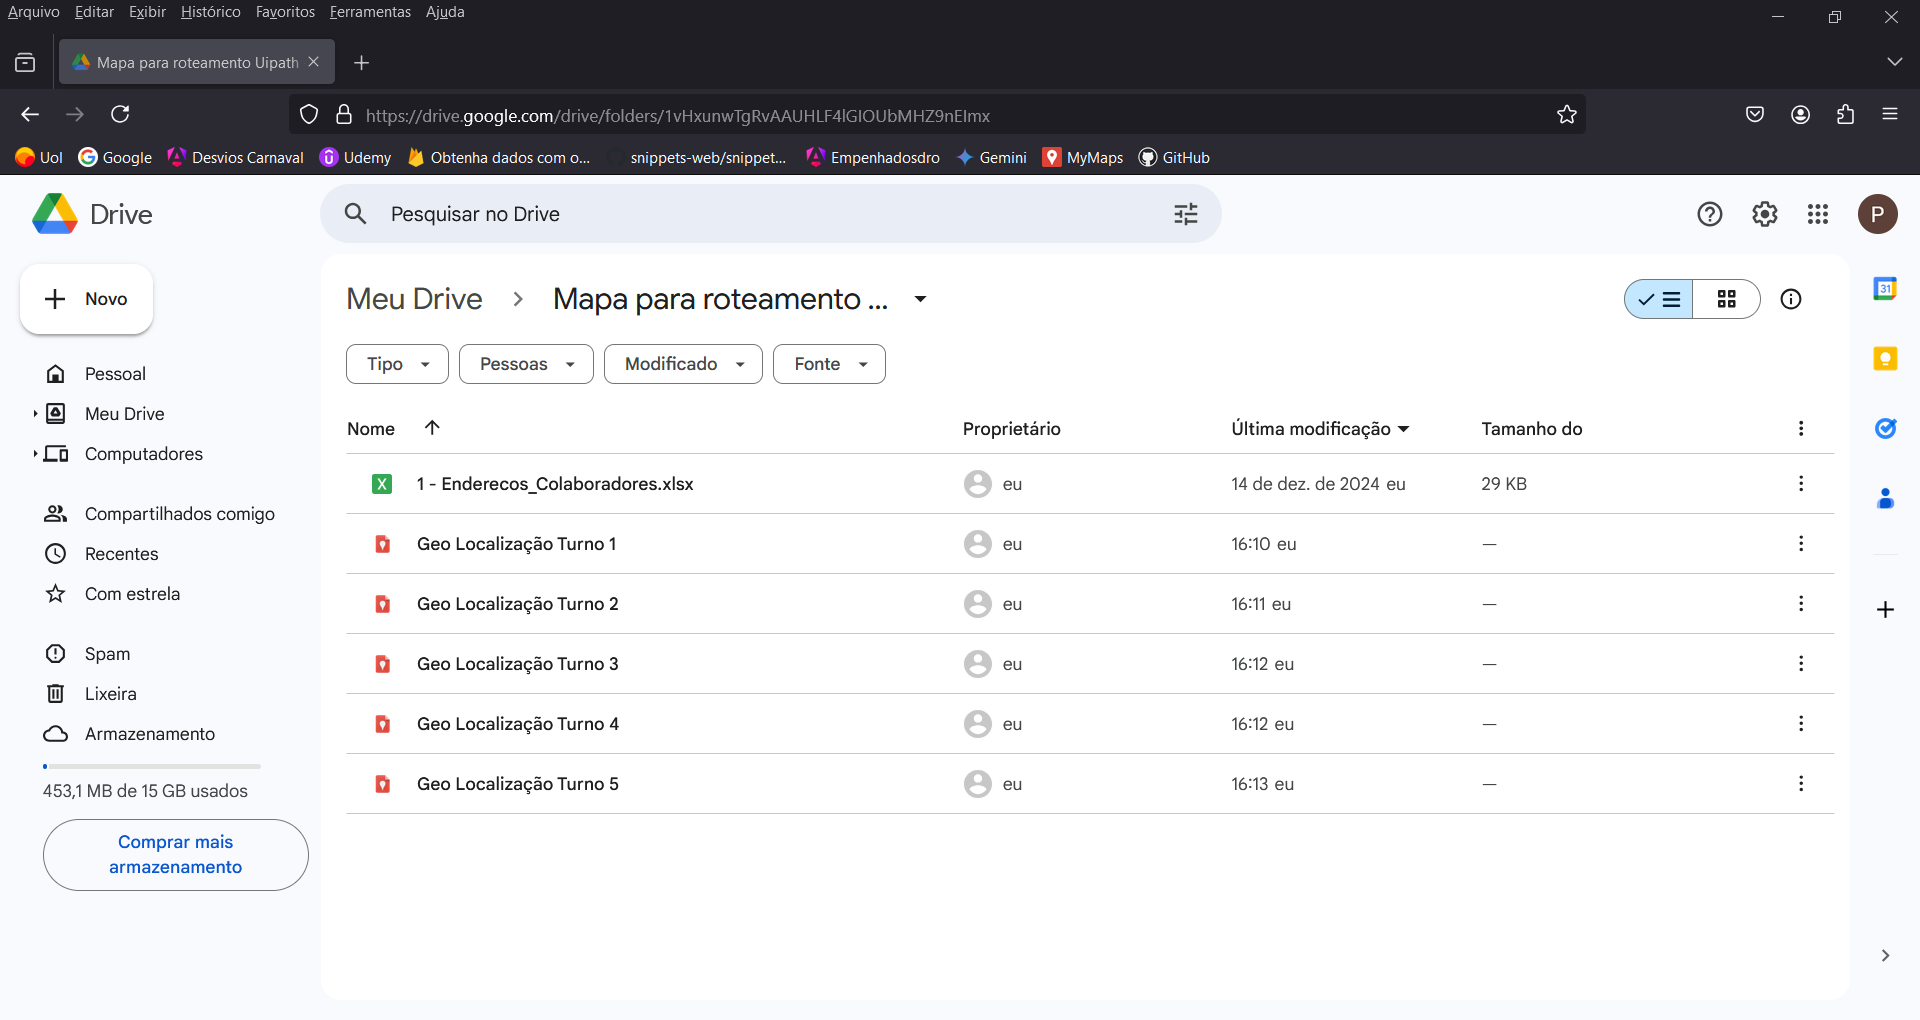 Arquivo Editar Exibir Histórico Favoritos Ferramentas Ajuda
Mapa para roteamento Uipath
https://drive.google.com/drive/folders/1vHxunwTgRvAAUHLF4lGIOUbMHZ9nEImx
Uol Google Desvios Carnaval Udemy Obtenha dados com o... snippets-web/snippet... Empenhadosdro Gemini MyMaps GitHub
Drive
Pesquisar no Drive
P
Novo
Meu Drive Mapa para roteamento ...
31
Tipo Pessoas Modificado Fonte
Pessoal
Meu Drive
Computadores
Compartilhados comigo
Recentes
Com estrela
Spam
Lixeira
Armazenamento
453,1 MB de 15 GB usados
Comprar mais
armazenamento
Nome Proprietário Última modificação Tamanho do
X 1 - Enderecos_Colaboradores.xlsx eu 14 de dez. de 2024 eu 29 KB
Geo Localização Turno 1 eu 16:10 eu —
Geo Localização Turno 2 eu 16:11 eu —
Geo Localização Turno 3 eu 16:12 eu —
Geo Localização Turno 4 eu 16:12 eu —
Geo Localização Turno 5 eu 16:13 eu —